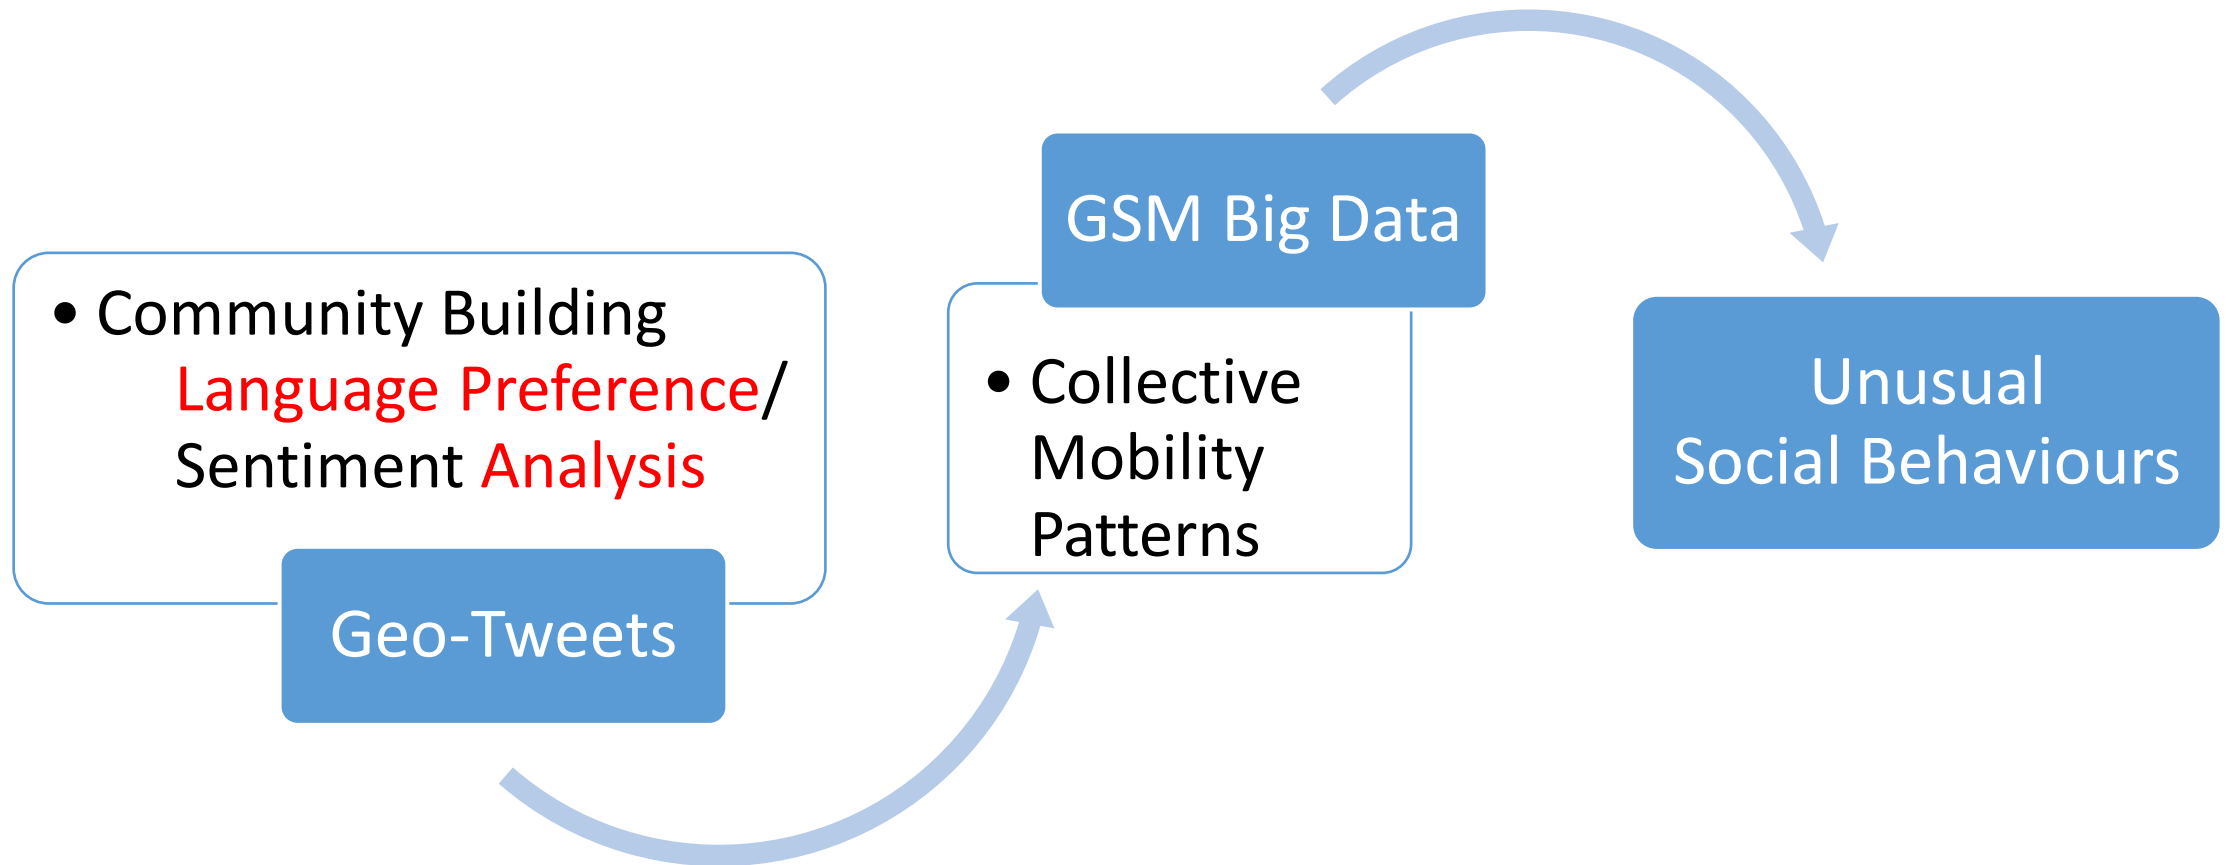 • Community Building
Language Preference/
Sentiment Analysis
Geo-Tweets
GSM Big Data
• Collective
Mobility
Patterns
Unusual
Social Behaviours